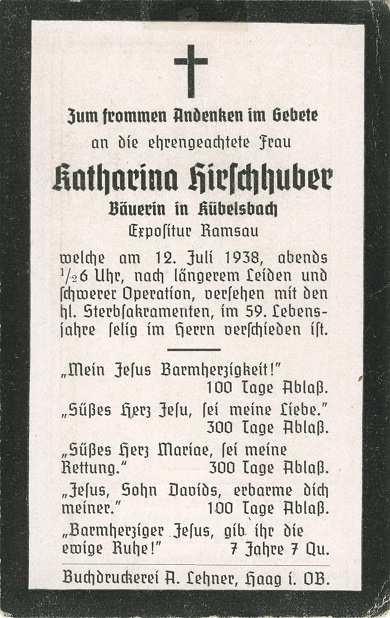 Zum frommen Andenken im Gebete
an die ehrengeachtete Frau
Katharina Hirschhuber
Bäuerin in Kübelsbach
Expositur Ramsau
welche am 12. Juli 1938, abends
1/26 Uhr, nach längerem Leiden und
schwerer Operation, versehen mit den
hl. Sterbsakramenten, im 59. Lebens-
jahre selig im Herrn verschieden ist.
„Mein Jesus Barmherzigkeit!"
100 Tage Ablaß.
„Süßes Herz Jesu, sei meine Liebe."
300 Tage Ablaß.
„Süßes Herz Mariae, sei meine
Rettung." 300 Tage Ablaß.
„Jesus, Sohn Davids, erbarme dich
meiner." 100 Tage Ablaß.
„Barmherziger Jesus, gib ihr die
ewige Ruhe!" 7 Jahre 7 Qu.
Buchdruckerei A. Lehner, Haag i. OB.